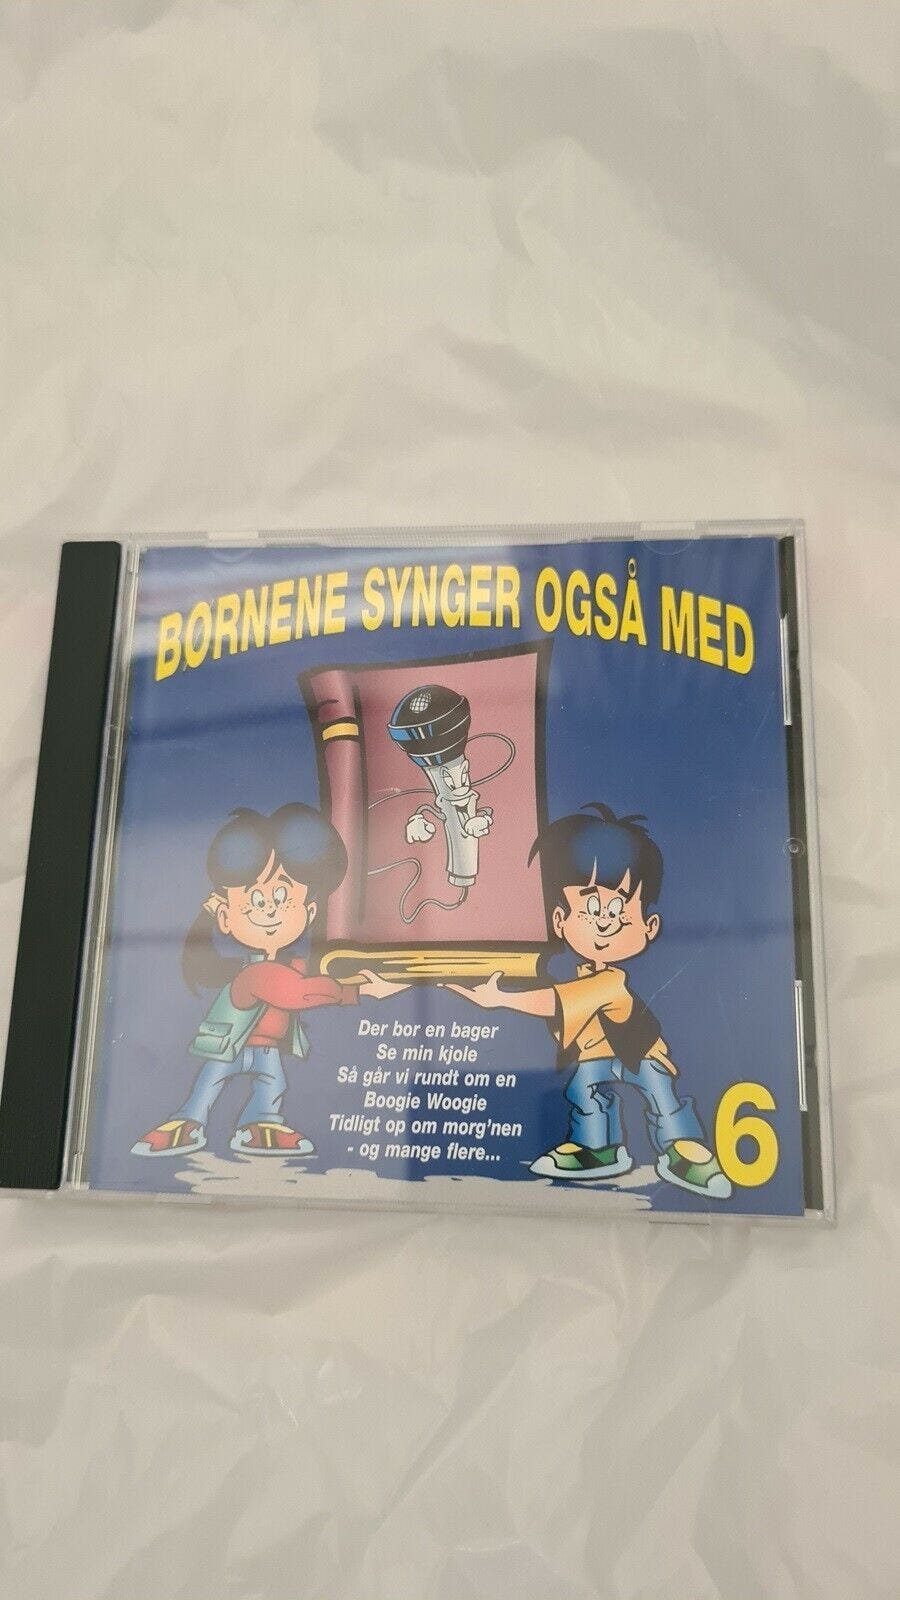 BØRNENE SYNGER OGSÅ MED
Der bor en bager
Se min kjole
Så går vi rundt om en
Boogie Woogie
Tidligt op om morg'nen
- og mange flere...
6